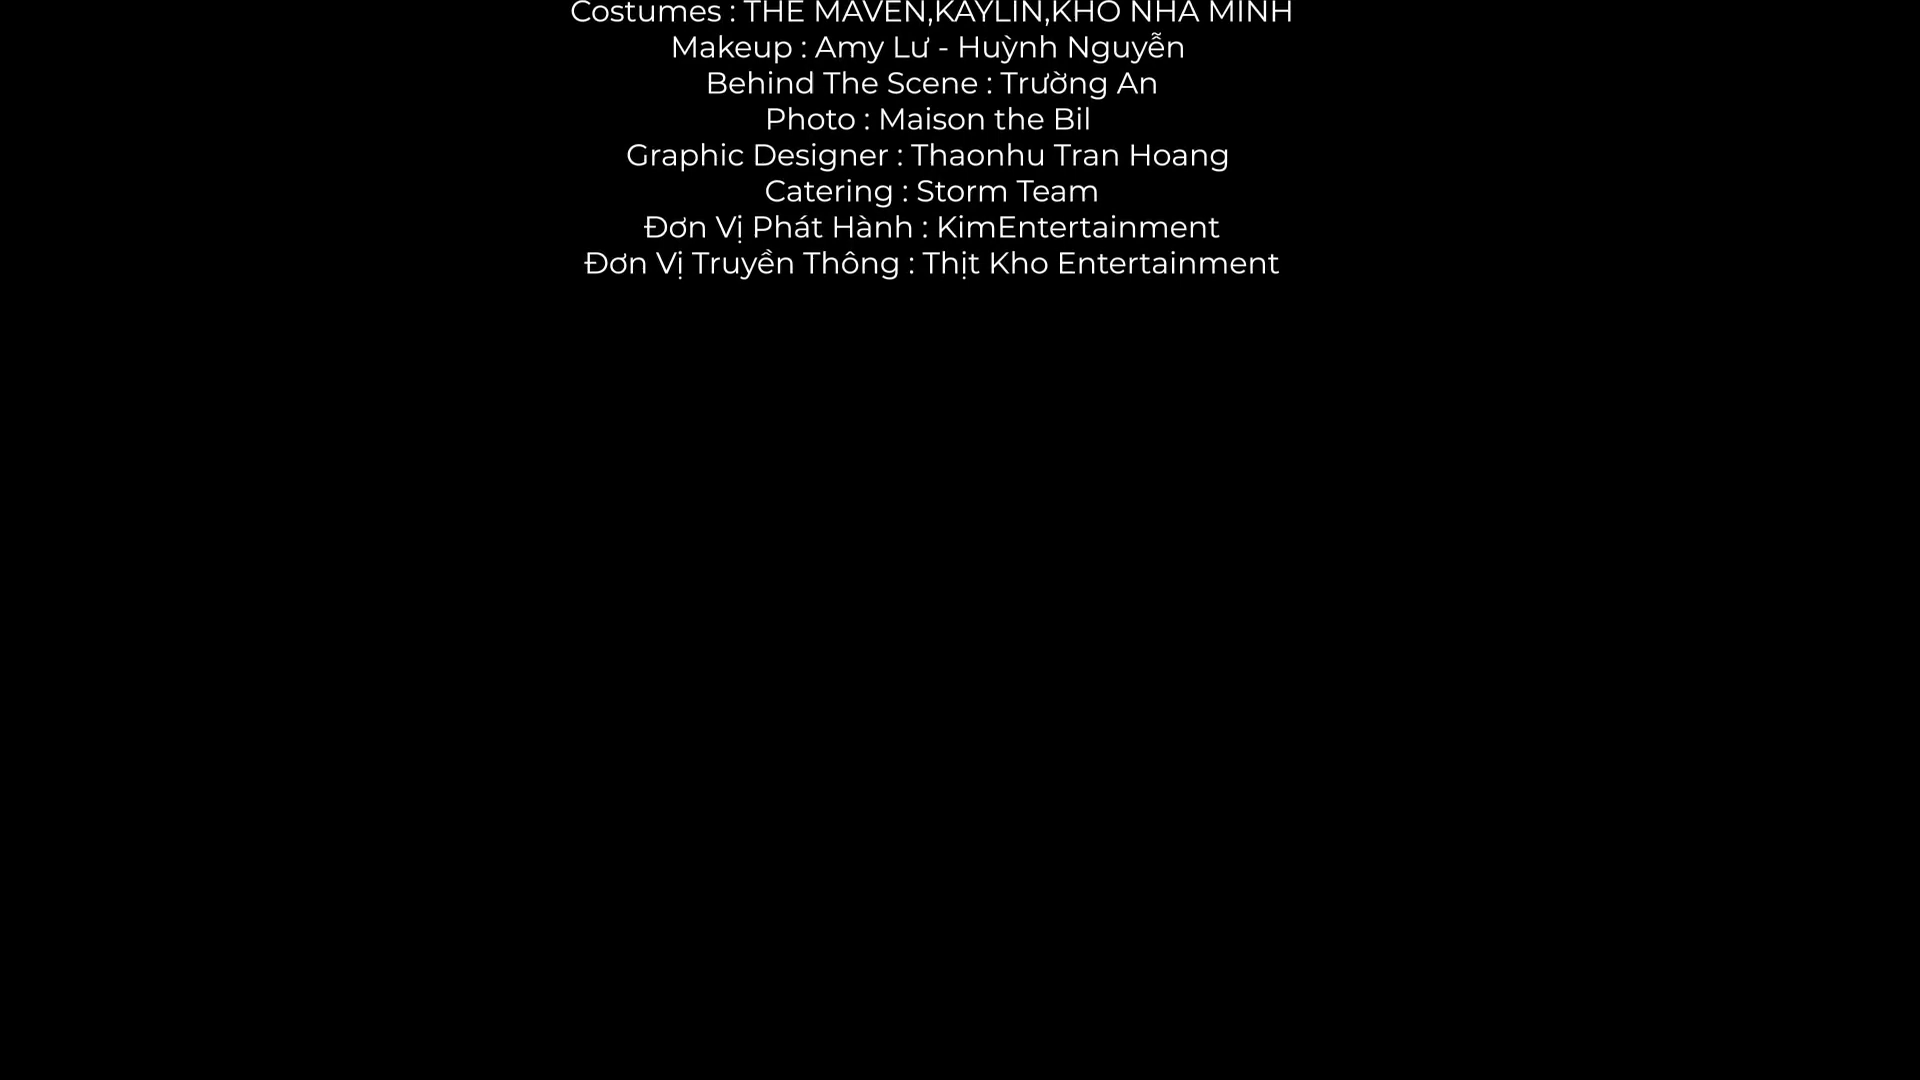 Costumes : THE MAVEN,KAYLIN,KHO NHÀ MÌNH
Makeup : Amy Lư - Huỳnh Nguyễn
Behind The Scene : Trường An
Photo : Maison the Bil
Graphic Designer : Thaonhu Tran Hoang
Catering : Storm Team
Đơn Vị Phát Hành : KimEntertainment
Đơn Vị Truyền Thông : Thịt Kho Entertainment